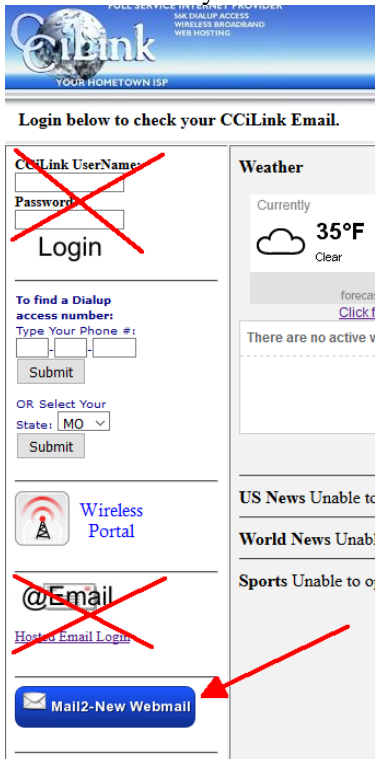 FULL SERVICE INTERNET PROVIDER
56K DIALUP ACCESS
WIRELESS BROADBAND
WEB HOSTING
CCiLink
YOUR HOMETOWN ISP
Login below to check your CCiLink Email.
CCiLink UserName:
Password:
Login
To find a Dialup
access number:
Type Your Phone #:
- -
Submit
OR Select Your
State: MO
Submit
Wireless
Portal
@Email
Hosted Email Login
Mail2-New Webmail
Weather
Currently
35°F
Clear
Click
There are no active
US News Unable to
World News
Sports Unable to